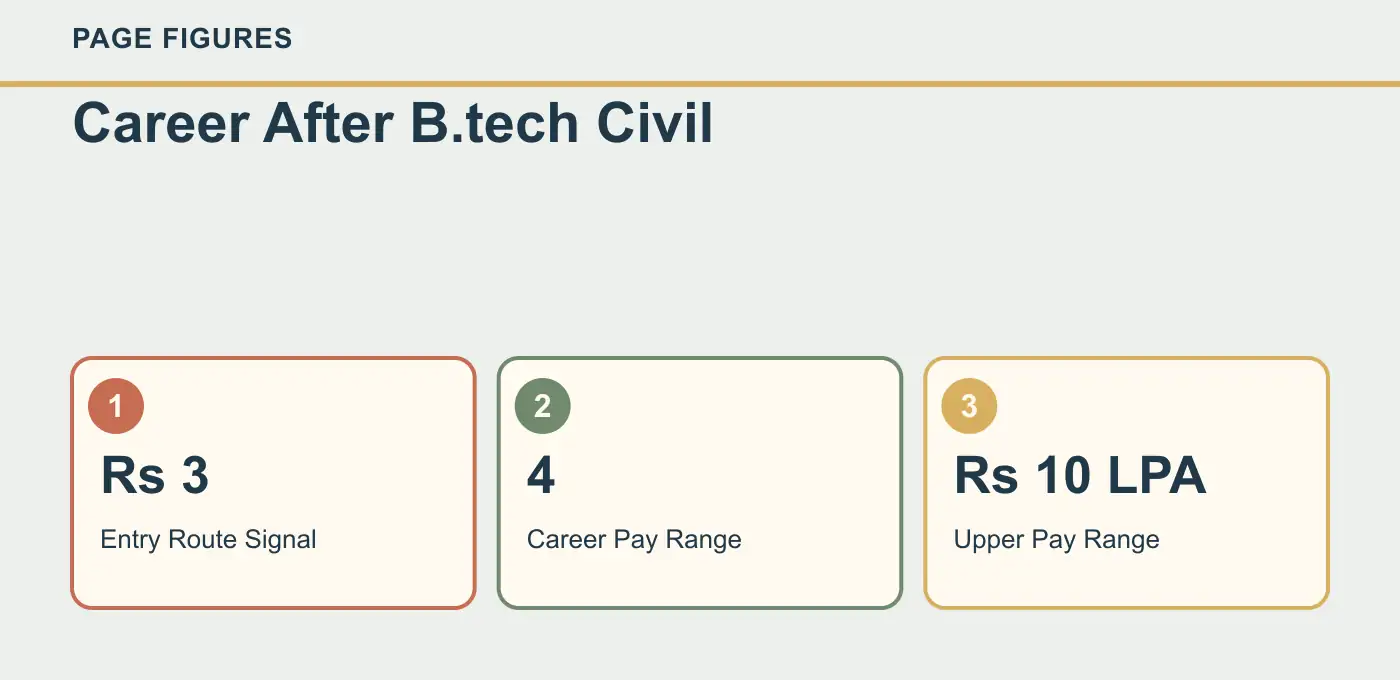 PAGE FIGURES
Career After B.tech Civil
1
Rs 3
Entry Route Signal
2
4
Career Pay Range
3
Rs 10 LPA
Upper Pay Range